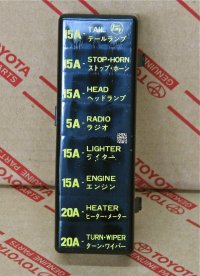 TAIL
15A テールランプ
STOP·HORN
15A ストップ·ホーン
HEAD
15A ヘッドランプ
RADIO
5A ラジオ
LIGHTER
15A ライター
ENGINE
15A エンジン
HEATER
20A ヒーター·メーター
TURN·WIPER
20A ターン·ワイパー
TOYOTA